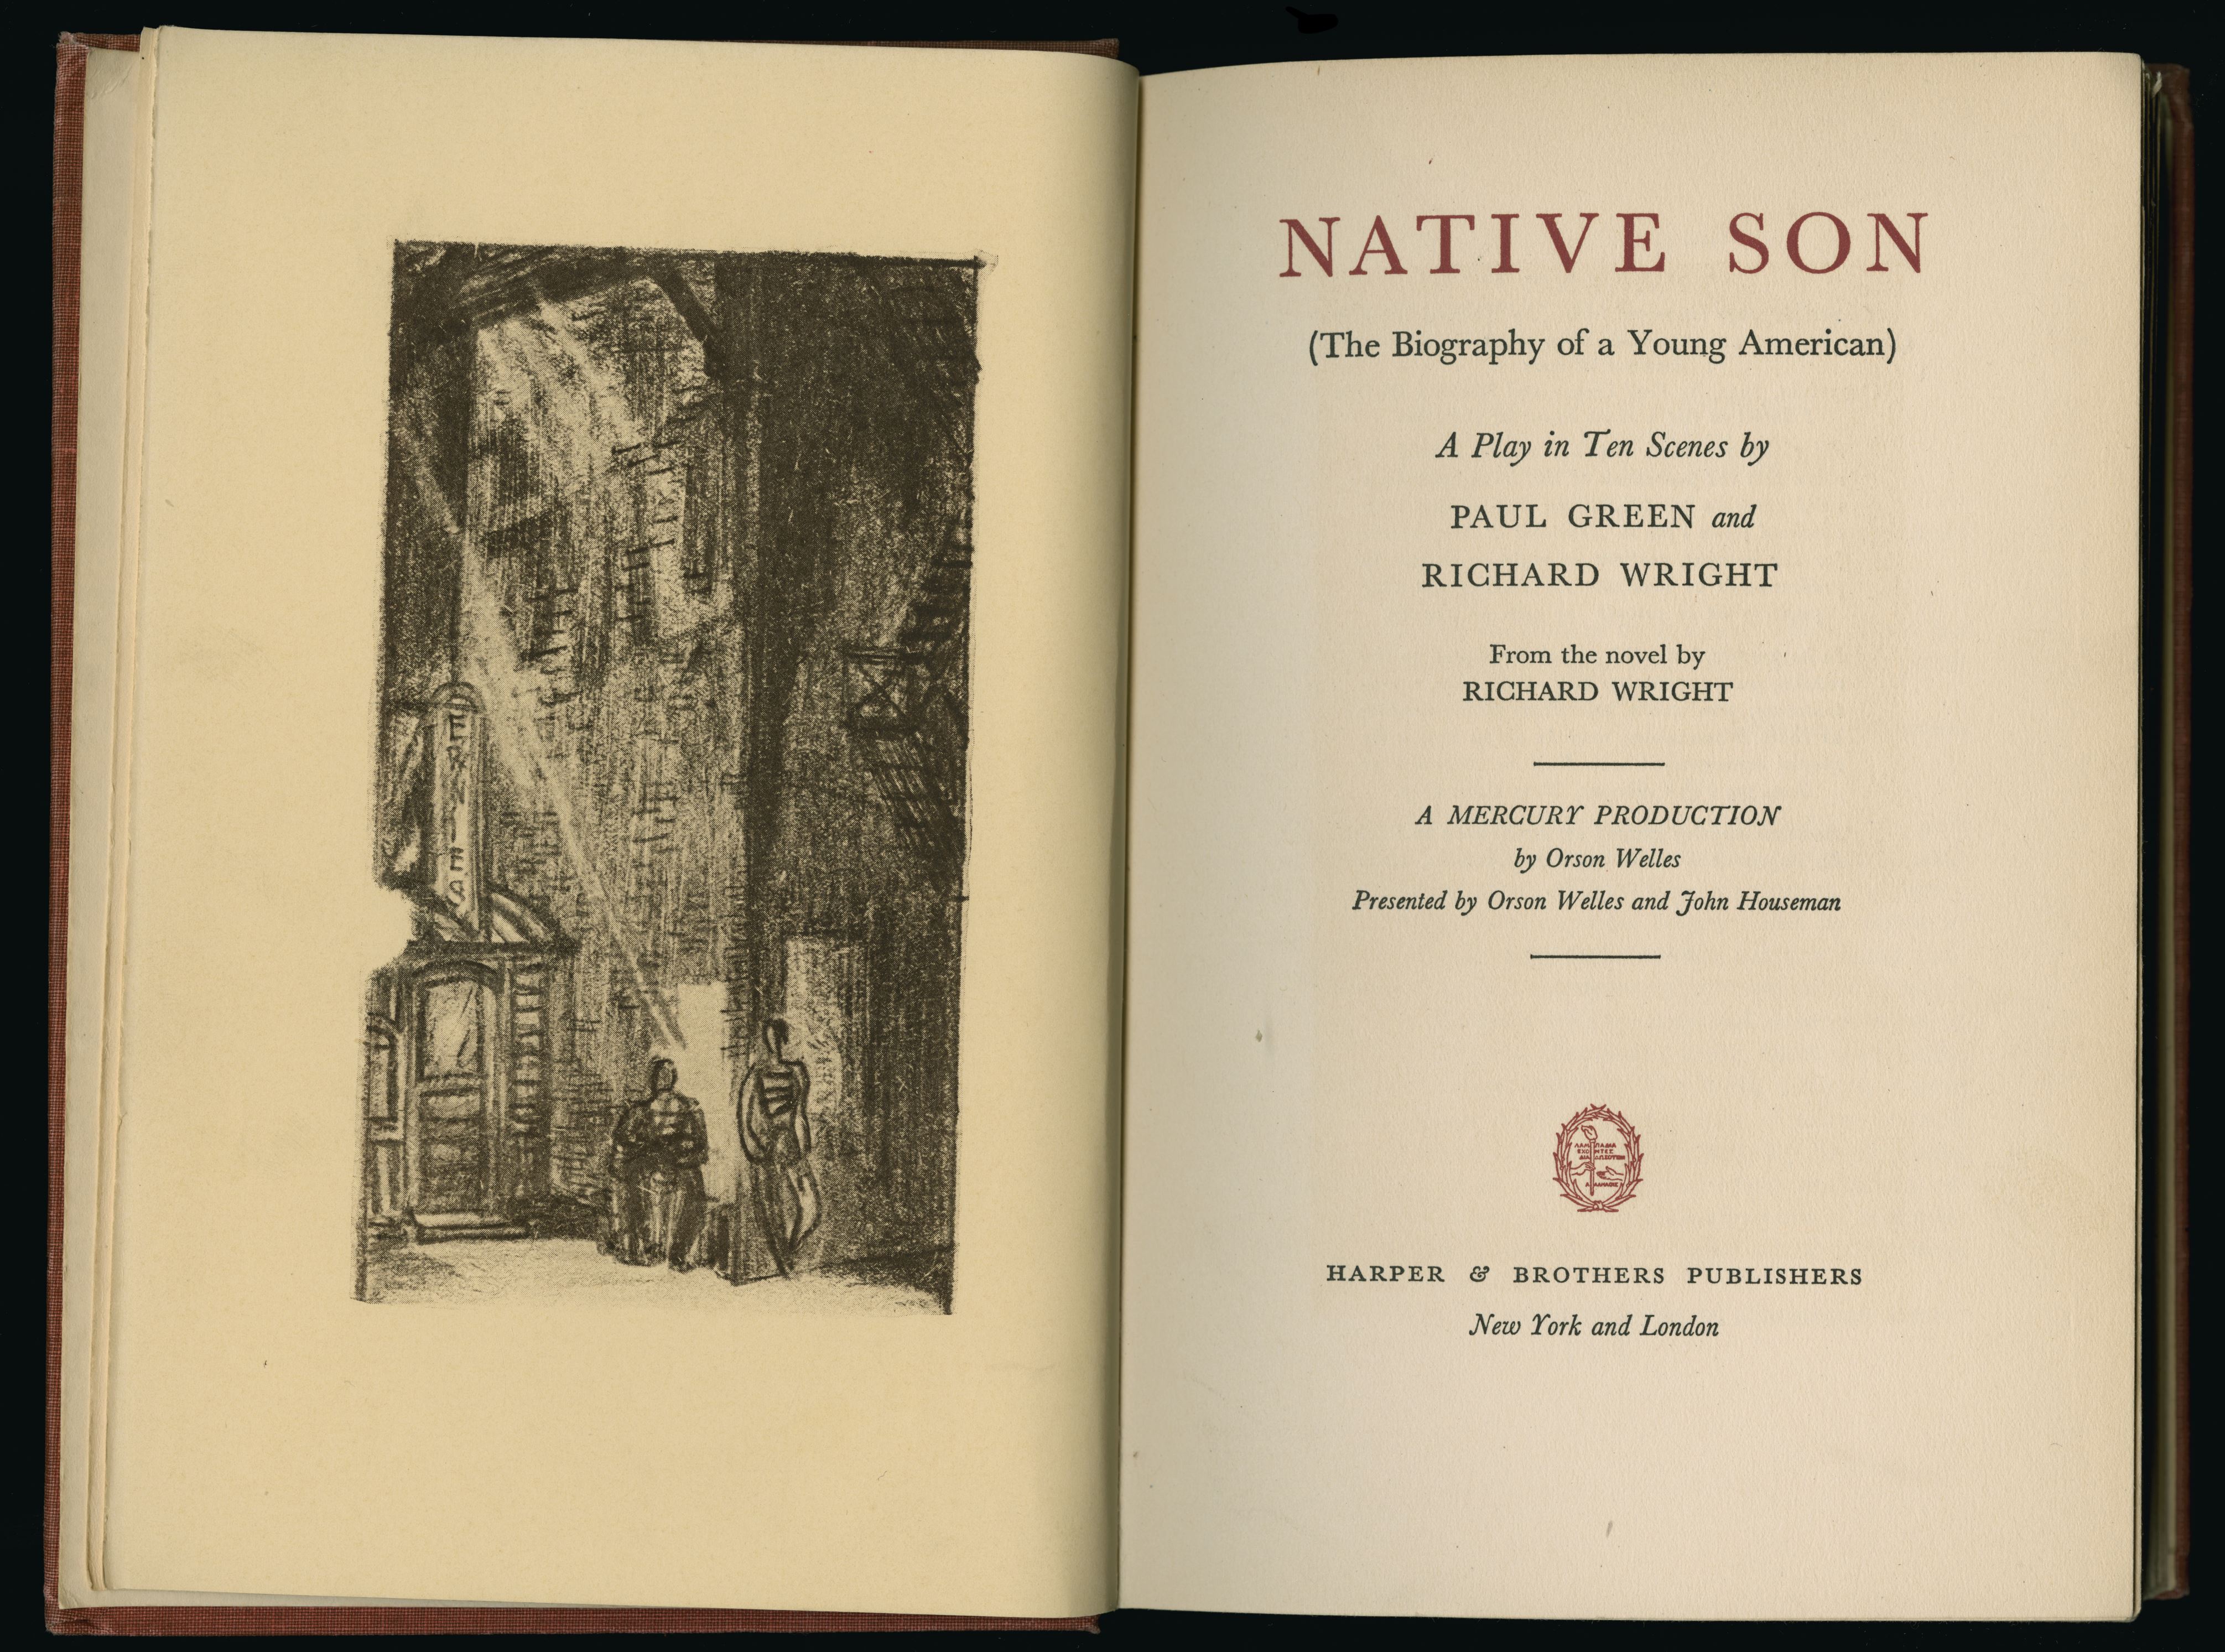 ERNIES
NATIVE SON
(The Biography of a Young American)
A Play in Ten Scenes by
PAUL GREEN and
RICHARD WRIGHT
From the novel by
RICHARD WRIGHT
A MERCURY PRODUCTION
by Orson Welles
Presented by Orson Welles and John Houseman
HARPER & BROTHERS PUBLISHERS
New York and London